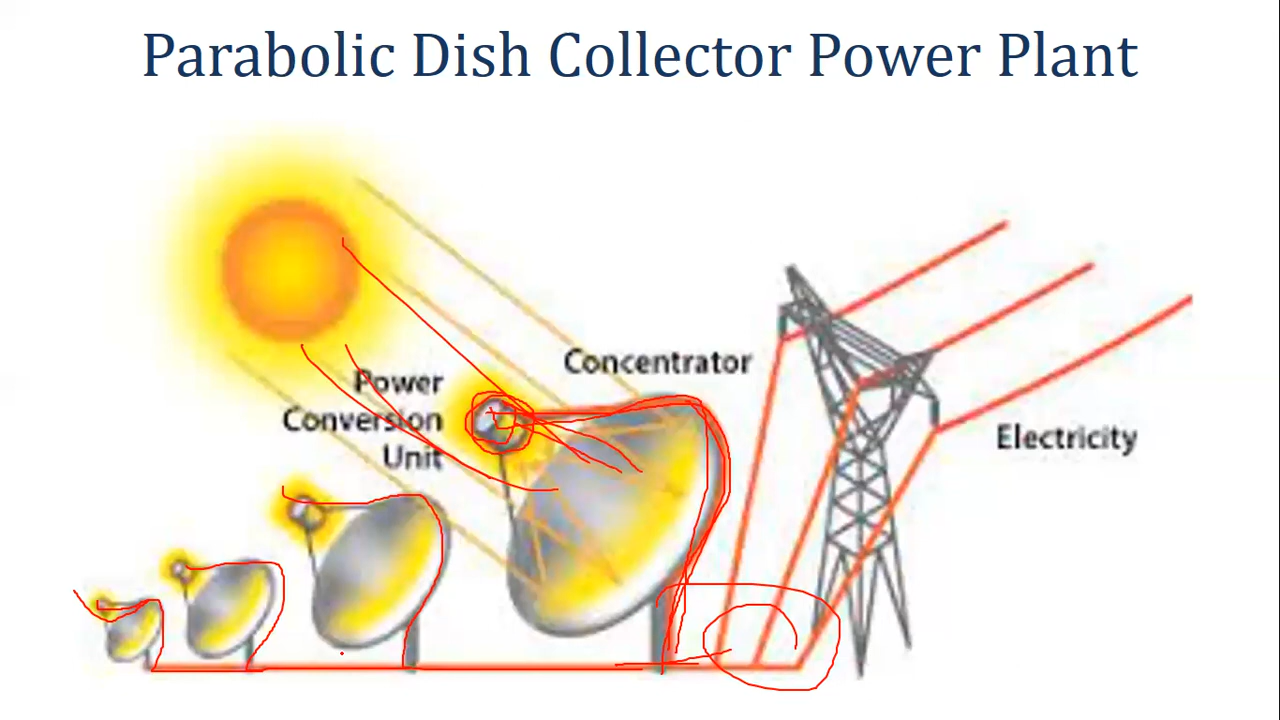 Parabolic Dish Collector Power Plant
Concentrator
Power
Conversion
Unit
Electricity